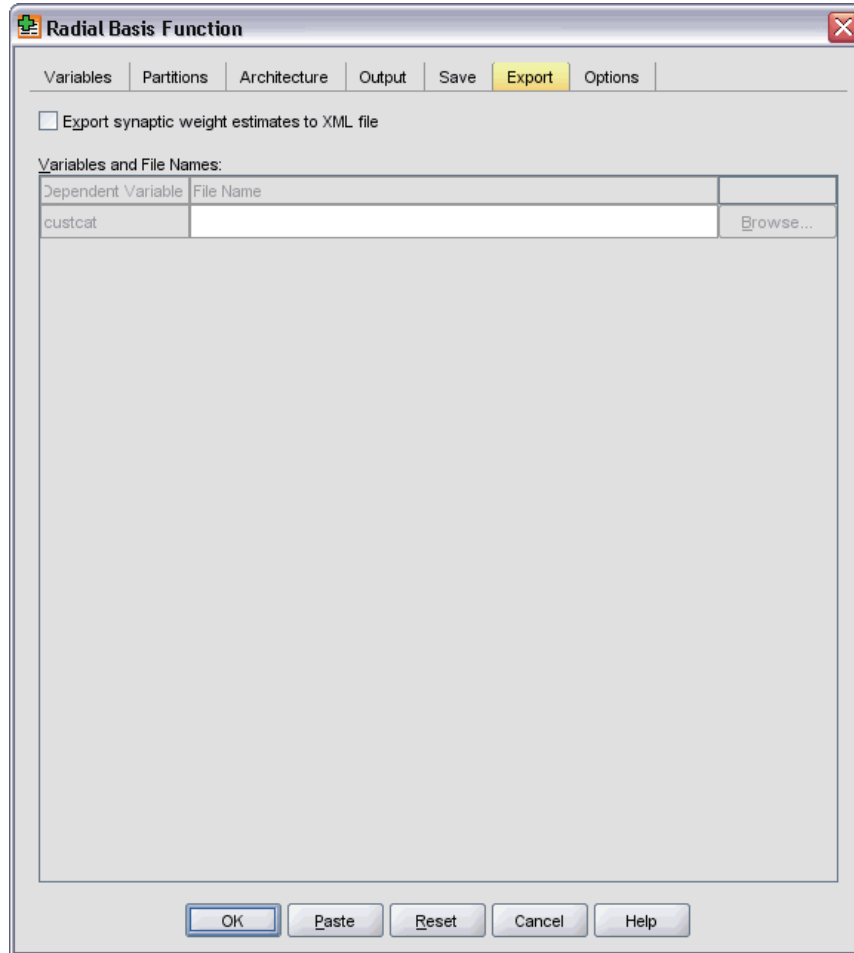 Radial Basis Function
Variables Partitions Architecture Output Save Export Options
Export synaptic weight estimates to XML file
Variables and File Names:
Dependent Variable File Name
custcat Browse...
OK Paste Reset Cancel Help